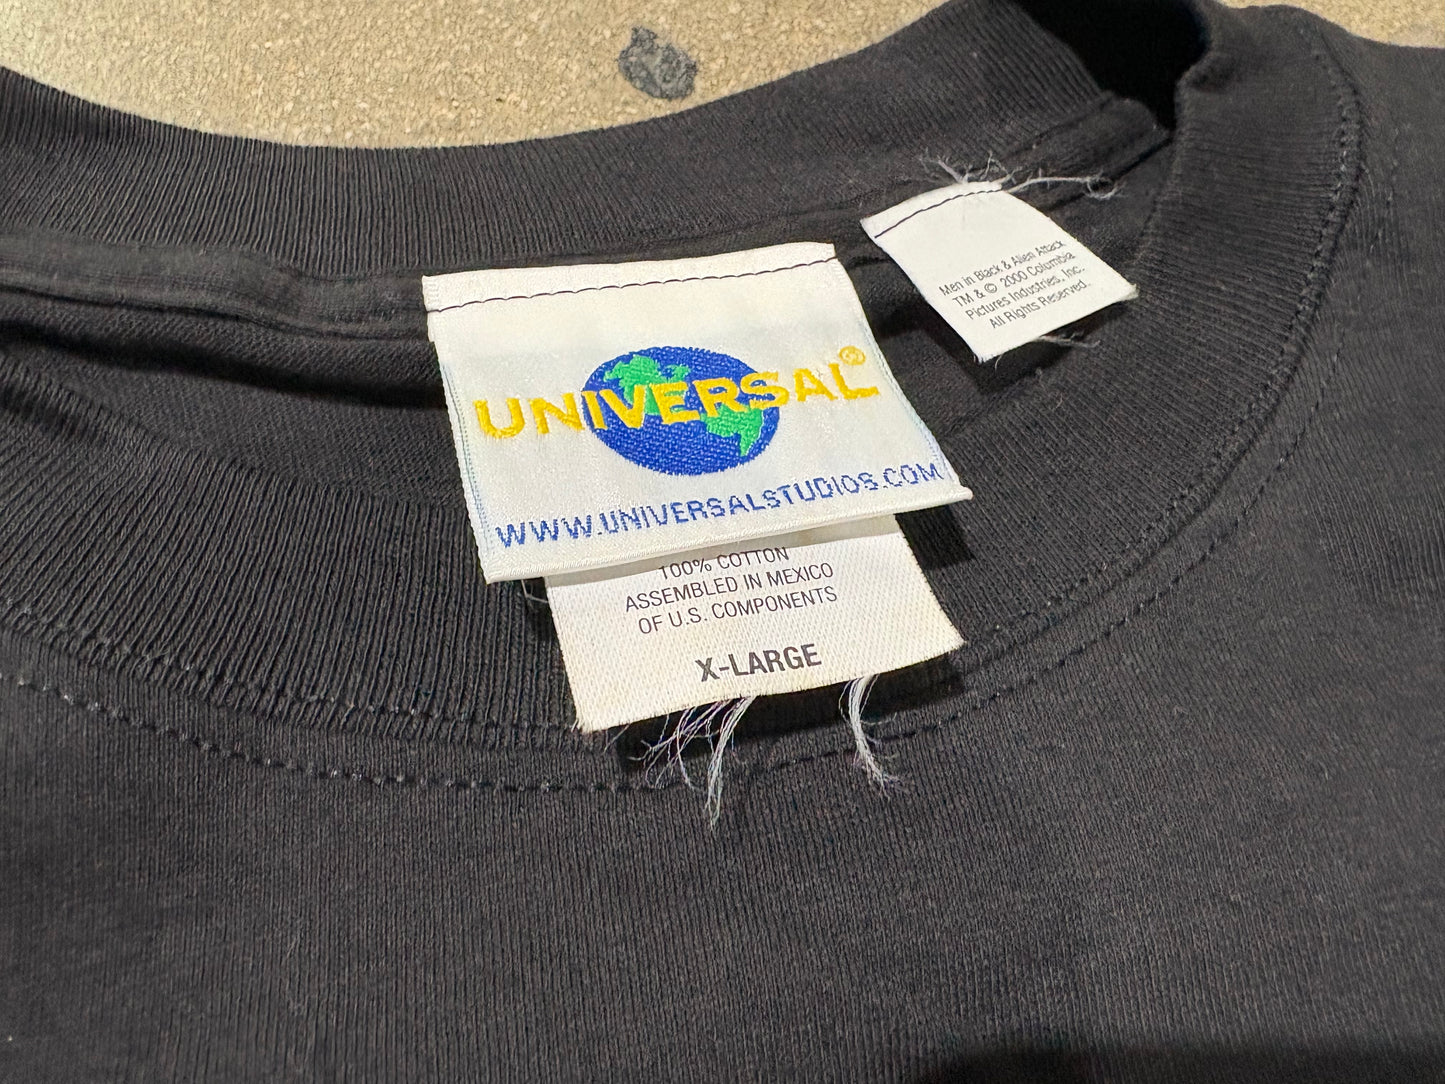 UNIVERSAL®
WWW.UNIVERSALSTUDIOS.COM
100% COTTON
ASSEMBLED IN MEXICO
OF U.S. COMPONENTS
X-LARGE
Men in Black & Alien Attack
TM & © 2000 Columbia
Pictures Industries, Inc.
All Rights Reserved.